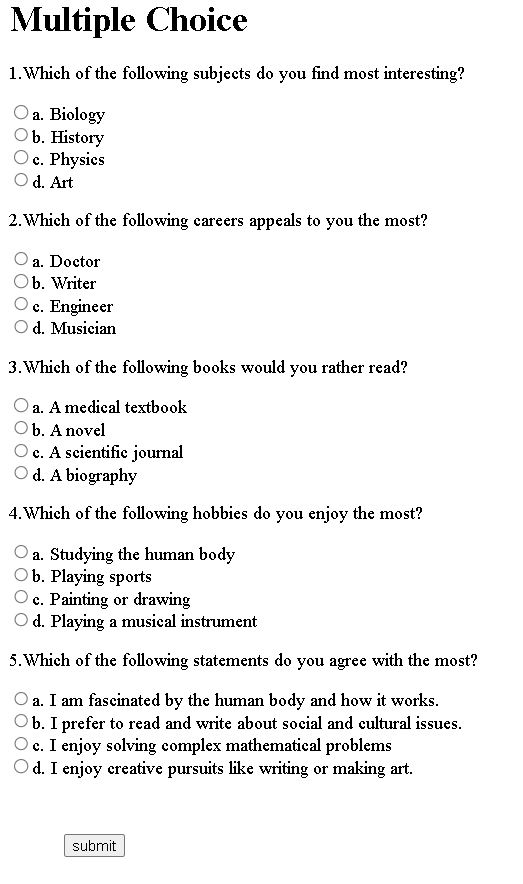 Multiple Choice
1.Which of the following subjects do you find most interesting?
a. Biology
b. History
c. Physics
d. Art
2.Which of the following careers appeals to you the most?
a. Doctor
b. Writer
c. Engineer
d. Musician
3.Which of the following books would you rather read?
a. A medical textbook
b. A novel
c. A scientific journal
d. A biography
4.Which of the following hobbies do you enjoy the most?
a. Studying the human body
b. Playing sports
c. Painting or drawing
d. Playing a musical instrument
5.Which of the following statements do you agree with the most?
a. I am fascinated by the human body and how it works.
b. I prefer to read and write about social and cultural issues.
c. I enjoy solving complex mathematical problems
d. I enjoy creative pursuits like writing or making art.
submit